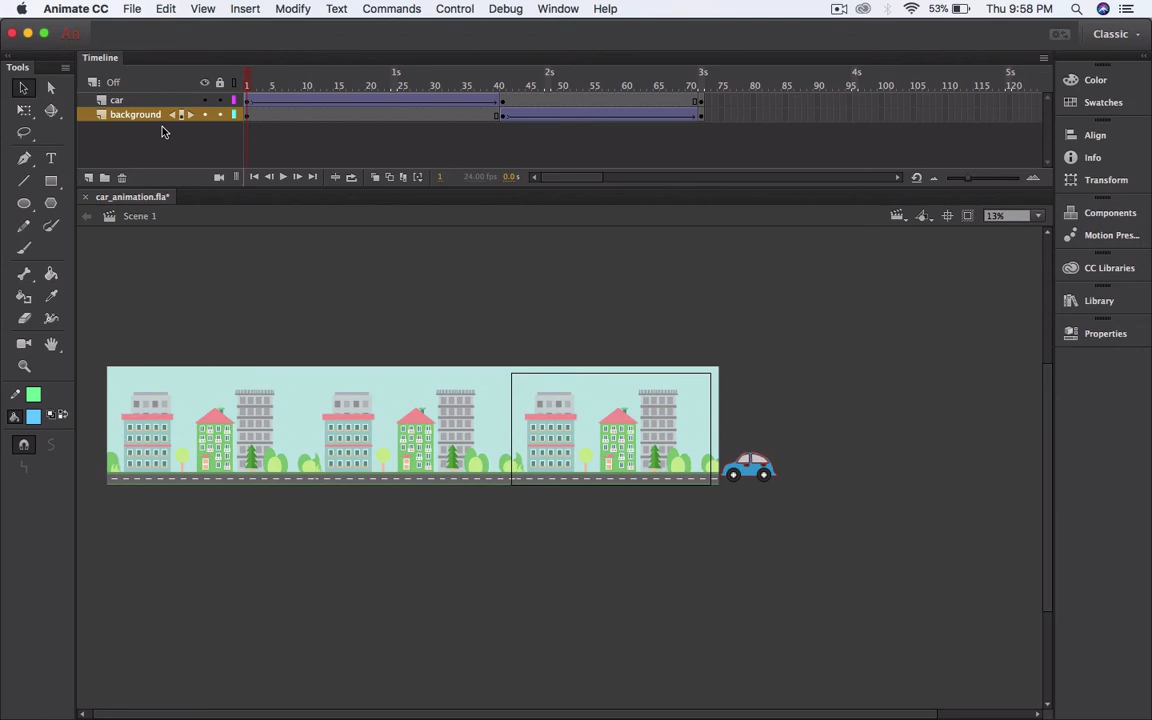 Animate CC File Edit View Insert Modify Text Commands Control Debug Window Help 53% Thu 9:58 PM
An Classic
Tools
Timeline
Off
1s 2s 3s 4s 5s
1 5 10 15 20 25 30 35 40 45 50 55 60 65 70 75 80 85 90 95 100 105 110 115 120
car
background
1 24.00 fps 0.0 s
car_animation.fla*
Scene 1
13%
Color
Swatches
Align
Info
Transform
Components
Motion Pres...
CC Libraries
Library
Properties